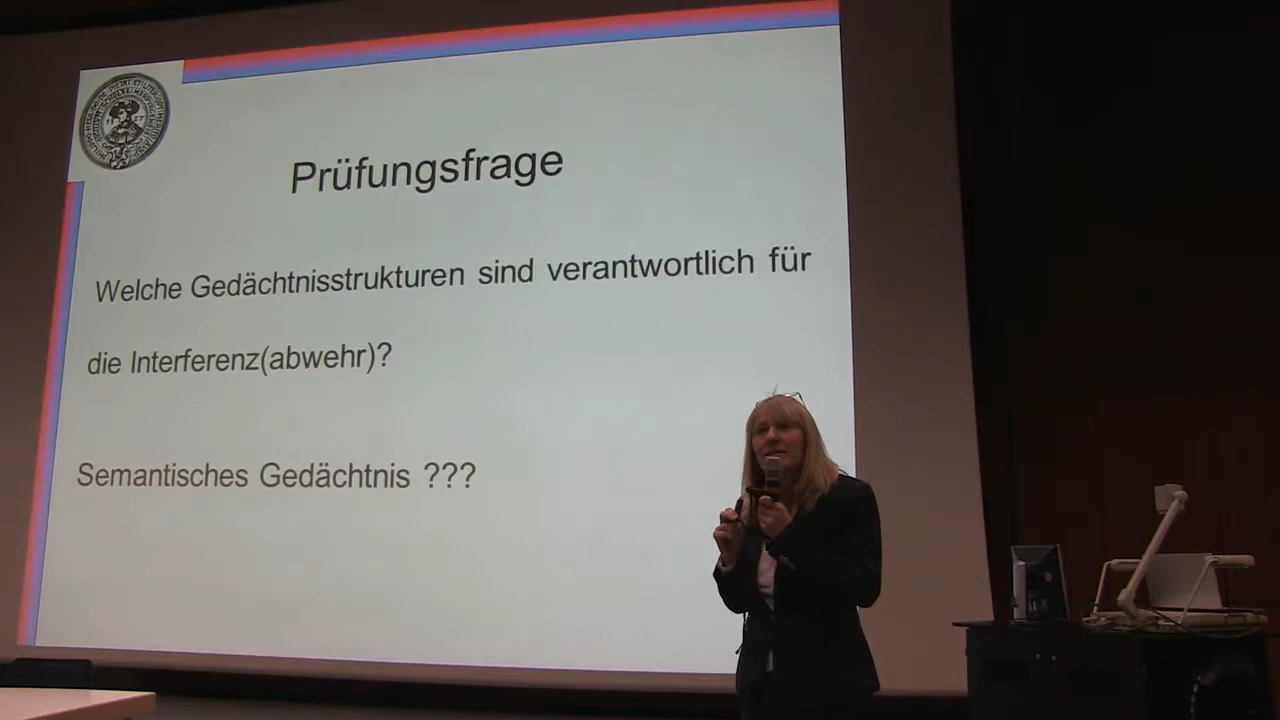 Prüfungsfrage
Welche Gedächtnisstrukturen sind verantwortlich für
die Interferenz(abwehr)?
Semantisches Gedächtnis ???